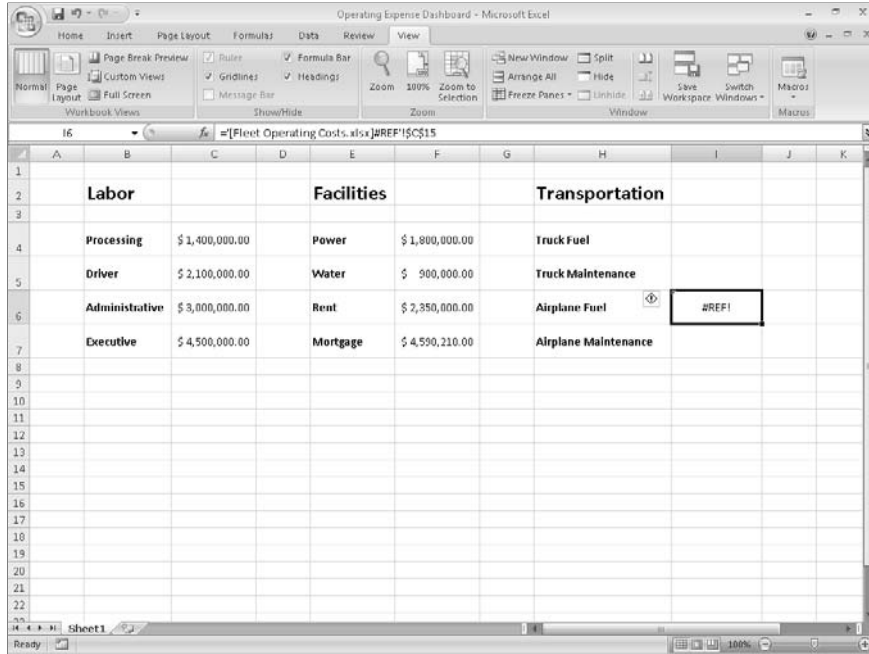 Operating Expense Dashboard - Microsoft Excel
Home Insert Page Layout Formulas Data Review View
Normal
Page Layout
Page Break Preview
Custom Views
Full Screen
Workbook Views
Ruler
Gridlines
Message Bar
Formula Bar
Headings
Show/Hide
Zoom
100%
Zoom to Selection
Zoom
New Window
Arrange All
Freeze Panes
Split
Hide
Unhide
Save Workspace
Switch Windows
Window
Macros
Macros
I6 fx ='[Fleet Operating Costs.xlsx]#REF'!$C$15
A B C D E F G H I J K
1
2 Labor Facilities Transportation
3
4 Processing $ 1,400,000.00 Power $ 1,800,000.00 Truck Fuel
5 Driver $ 2,100,000.00 Water $ 900,000.00 Truck Maintenance
6 Administrative $ 3,000,000.00 Rent $ 2,350,000.00 Airplane Fuel #REF!
7 Executive $ 4,500,000.00 Mortgage $ 4,590,210.00 Airplane Maintenance
8
9
10
11
12
13
14
15
16
17
18
19
20
21
22
Sheet1
Ready 100%